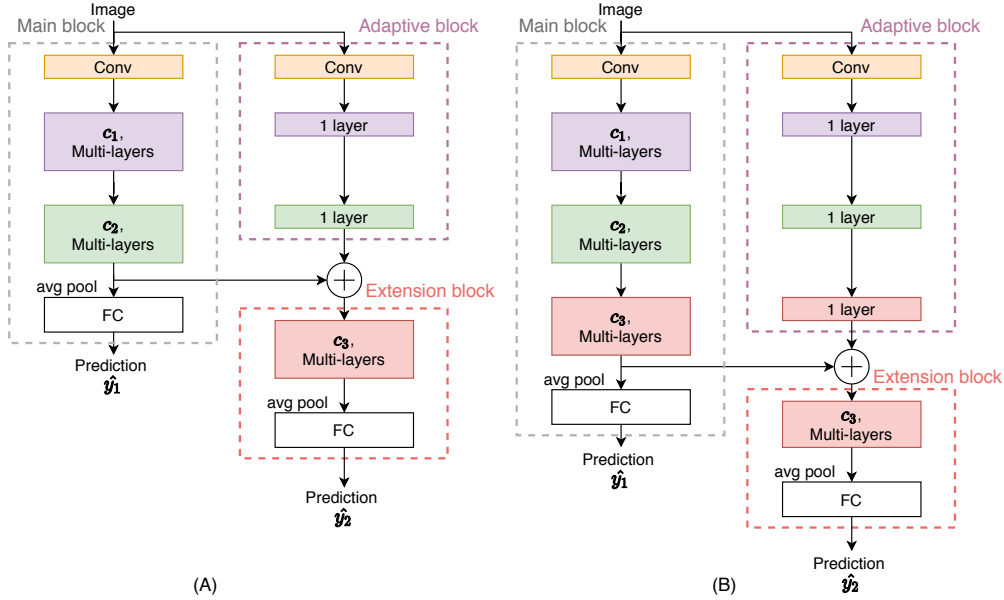 Image
Main block
Adaptive block
Conv
Conv
c₁,
Multi-layers
1 layer
c₂,
Multi-layers
1 layer
avg pool
FC
Prediction
ŷ₁
Extension block
c₃,
Multi-layers
avg pool
FC
Prediction
ŷ₂
(A)
Image
Main block
Adaptive block
Conv
Conv
c₁,
Multi-layers
1 layer
c₂,
Multi-layers
1 layer
c₃,
Multi-layers
1 layer
avg pool
FC
Prediction
ŷ₁
Extension block
c₃,
Multi-layers
avg pool
FC
Prediction
ŷ₂
(B)